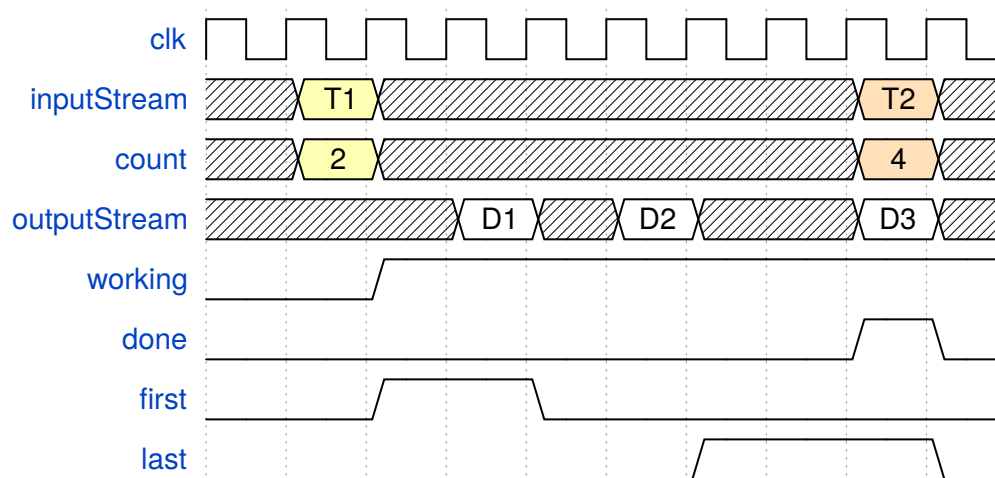 clk
inputStream T1 T2
count 2 4
outputStream D1 D2 D3
working
done
first
last